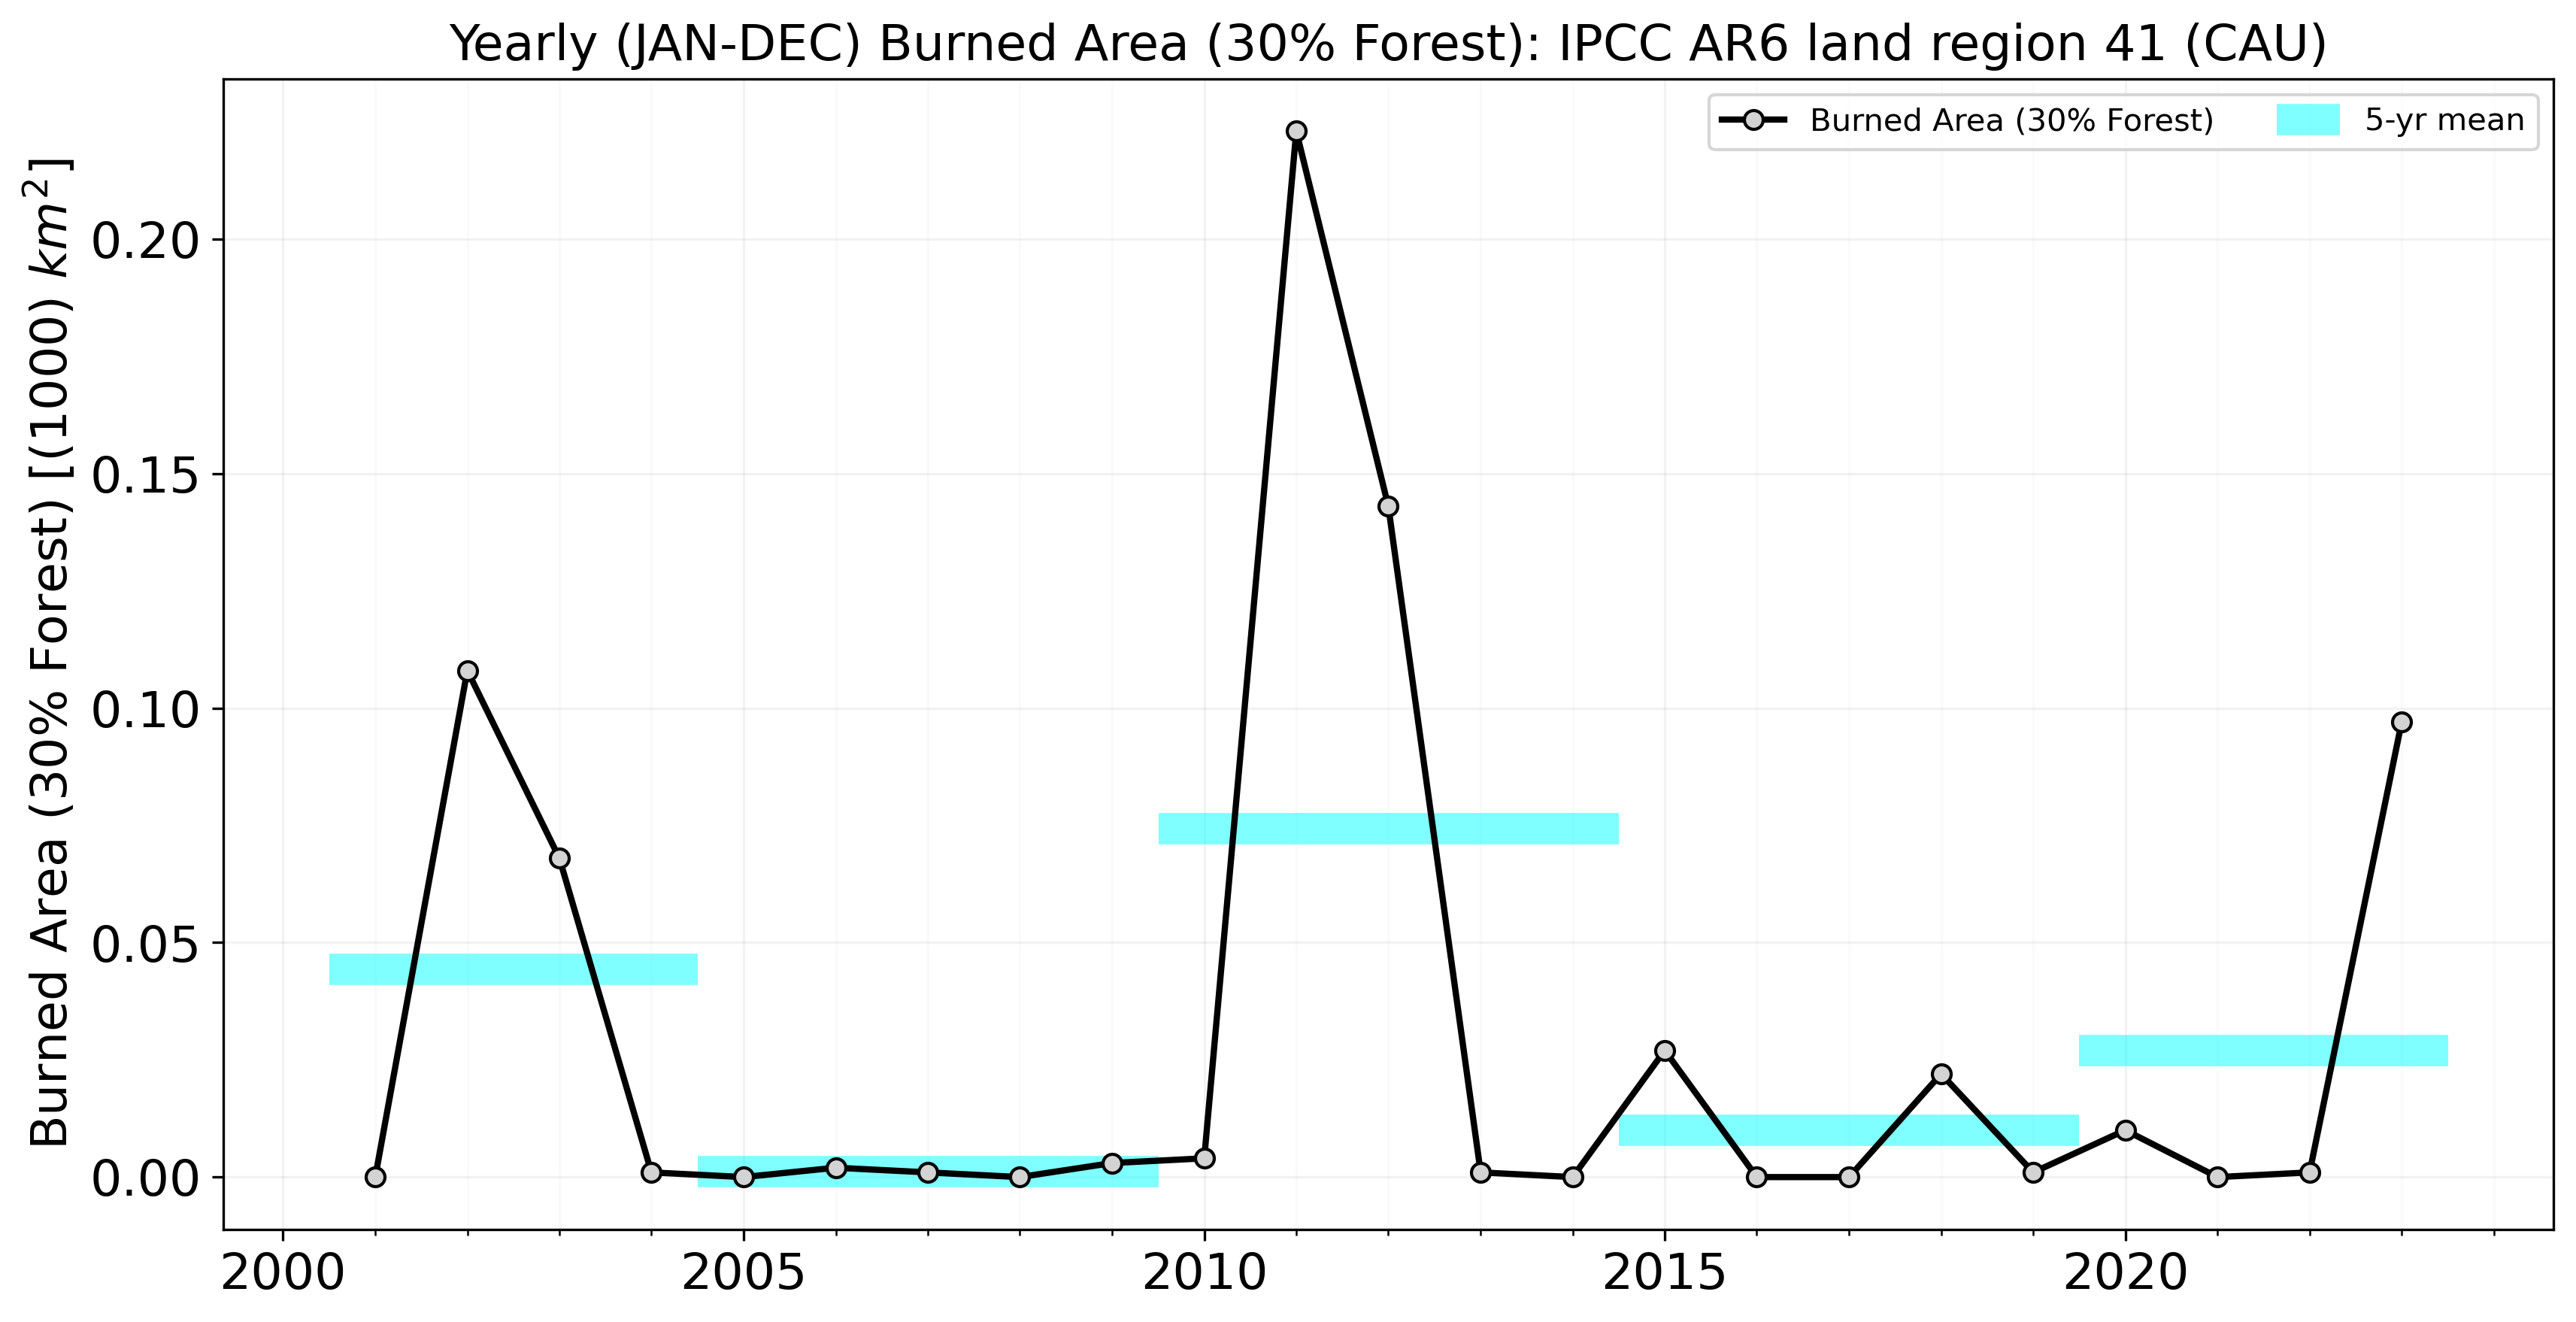 Yearly (JAN-DEC) Burned Area (30% Forest): IPCC AR6 land region 41 (CAU)
Burned Area (30% Forest)
5-yr mean
Burned Area (30% Forest) [(1000) km²]
0.20
0.15
0.10
0.05
0.00
2000
2005
2010
2015
2020